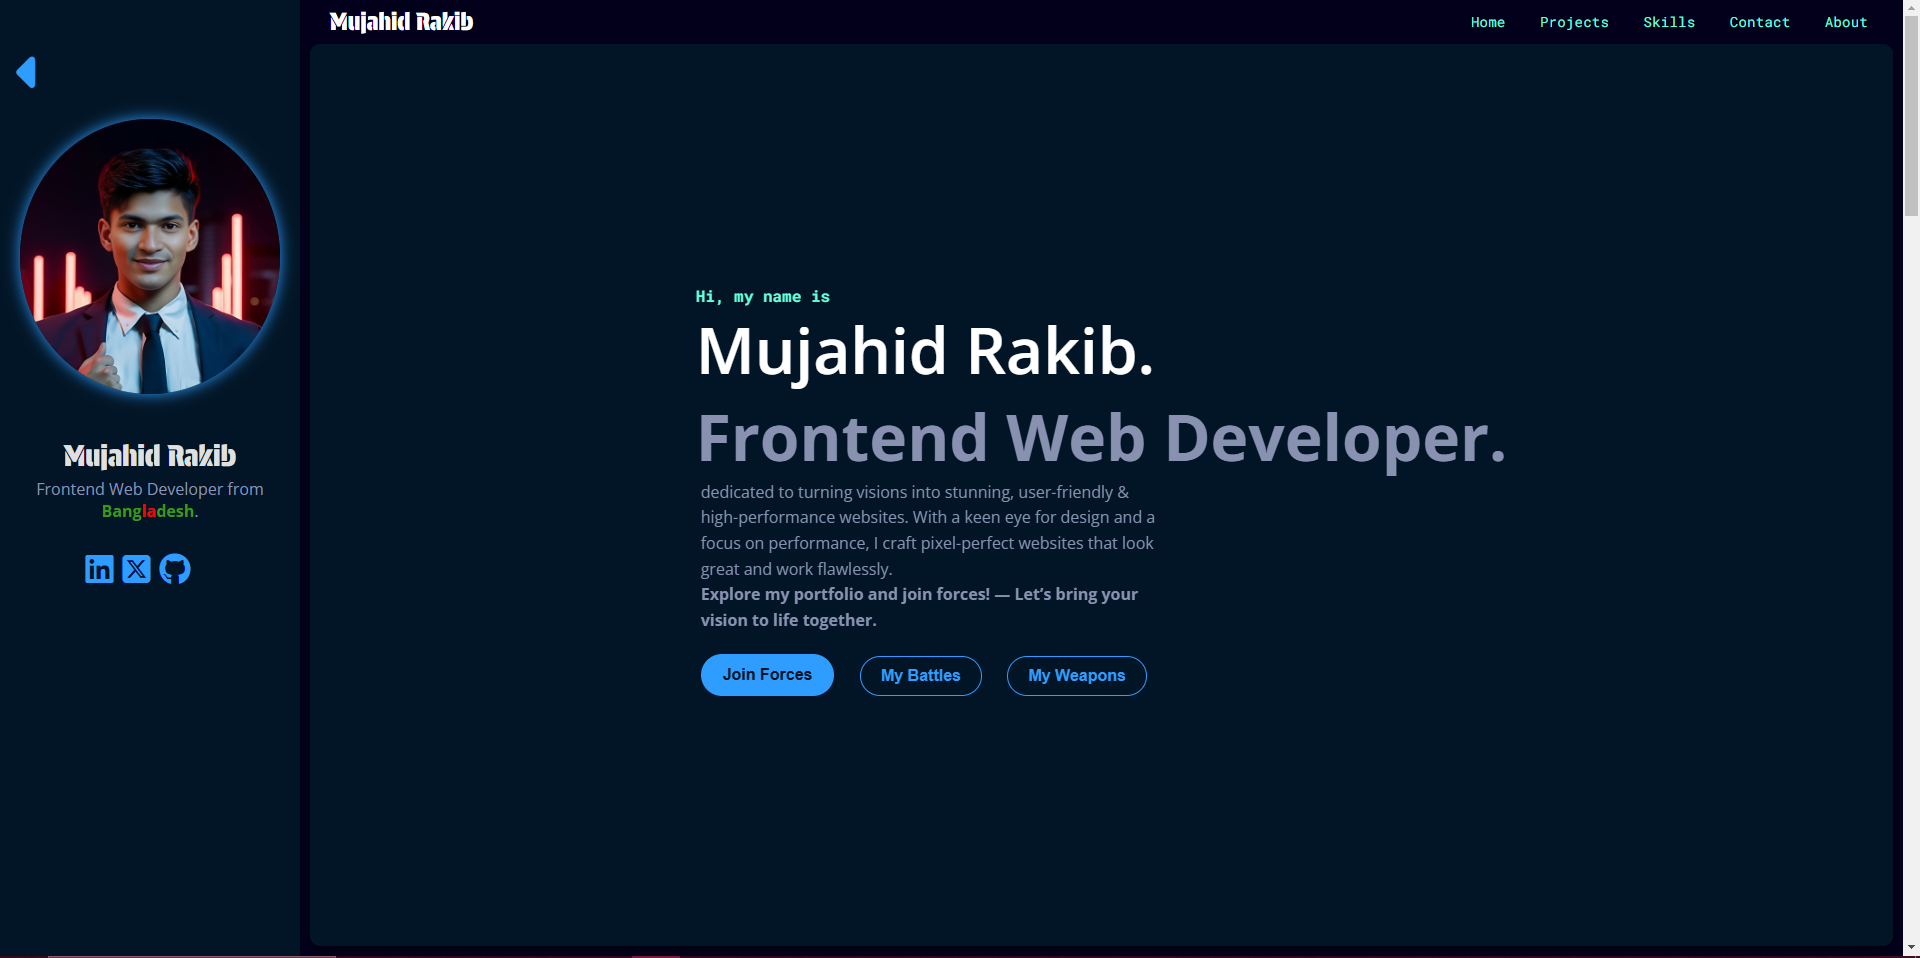 Mujahid Rakib
Home Projects Skills Contact About
Mujahid Rakib
Frontend Web Developer from
Bangladesh.
Hi, my name is
Mujahid Rakib.
Frontend Web Developer.
dedicated to turning visions into stunning, user-friendly &
high-performance websites. With a keen eye for design and a
focus on performance, I craft pixel-perfect websites that look
great and work flawlessly.
Explore my portfolio and join forces! — Let’s bring your
vision to life together.
Join Forces My Battles My Weapons